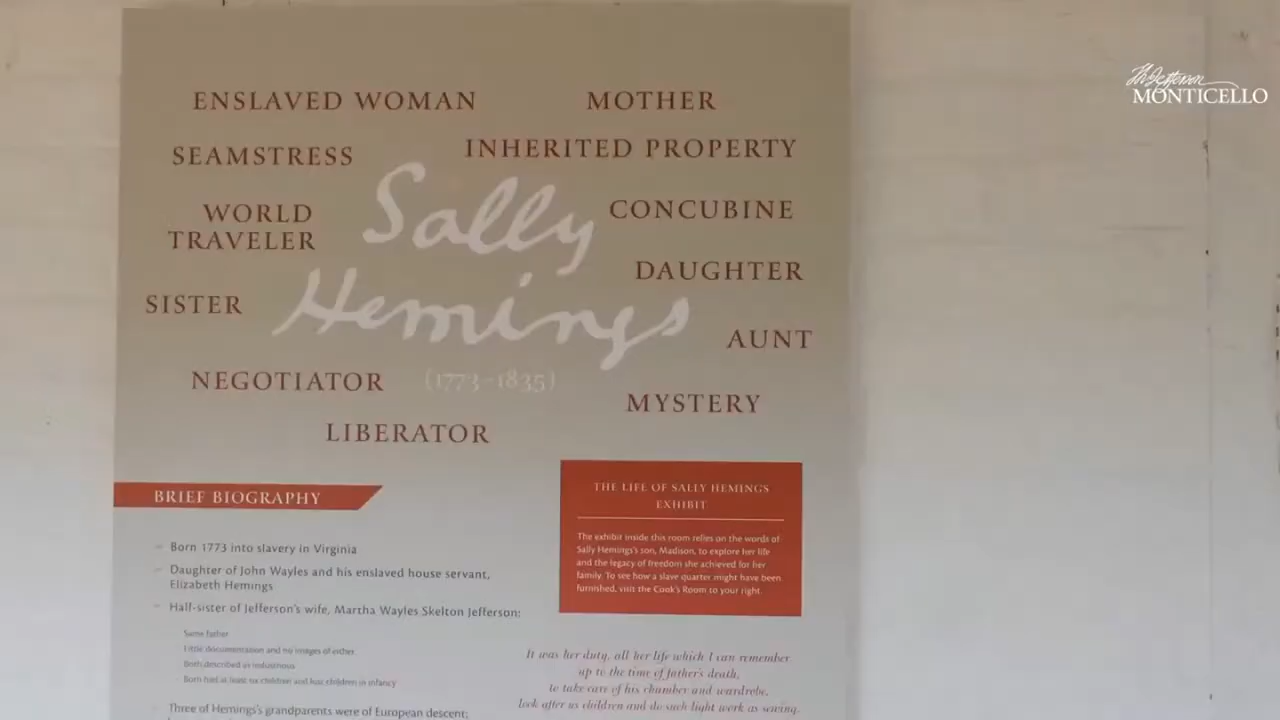 Th Jefferson
MONTICELLO
ENSLAVED WOMAN
MOTHER
SEAMSTRESS
INHERITED PROPERTY
WORLD
TRAVELER
Sally
Hemings
CONCUBINE
DAUGHTER
SISTER
AUNT
NEGOTIATOR
(1773–1835)
MYSTERY
LIBERATOR
BRIEF BIOGRAPHY
Born 1773 into slavery in Virginia
Daughter of John Wayles and his enslaved house servant,
Elizabeth Hemings
Half-sister of Jefferson's wife, Martha Wayles Skelton Jefferson:
Same father
Little documentation and no images of either
Both described as industrious
Both had at least six children and lost children in infancy
Three of Hemings's grandparents were of European descent;
THE LIFE OF SALLY HEMINGS
EXHIBIT
The exhibit inside this room relies on the words of
Sally Hemings's son, Madison, to explore her life
and the legacy of freedom she achieved for her
family. To see how a slave quarter might have been
furnished, visit the Cook's Room to your right.
It was her duty, all her life which I can remember
up to the time of father's death,
to take care of his chamber and wardrobe,
look after us children and do such light work as sewing,